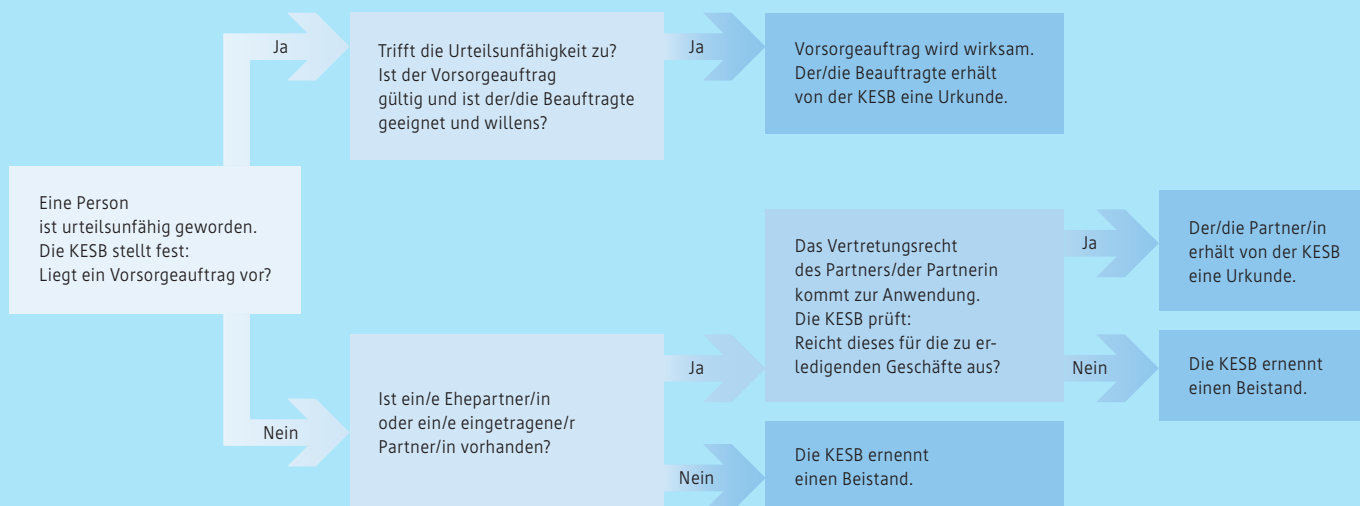 Eine Person
ist urteilsunfähig geworden.
Die KESB stellt fest:
Liegt ein Vorsorgeauftrag vor?
Ja
Trifft die Urteilsunfähigkeit zu?
Ist der Vorsorgeauftrag
gültig und ist der/die Beauftragte
geeignet und willens?
Ja
Vorsorgeauftrag wird wirksam.
Der/die Beauftragte erhält
von der KESB eine Urkunde.
Nein
Ist ein/e Ehepartner/in
oder ein/e eingetragene/r
Partner/in vorhanden?
Ja
Das Vertretungsrecht
des Partners/der Partnerin
kommt zur Anwendung.
Die KESB prüft:
Reicht dieses für die zu er-
ledigenden Geschäfte aus?
Ja
Der/die Partner/in
erhält von der KESB
eine Urkunde.
Nein
Die KESB ernennt
einen Beistand.
Nein
Die KESB ernennt
einen Beistand.